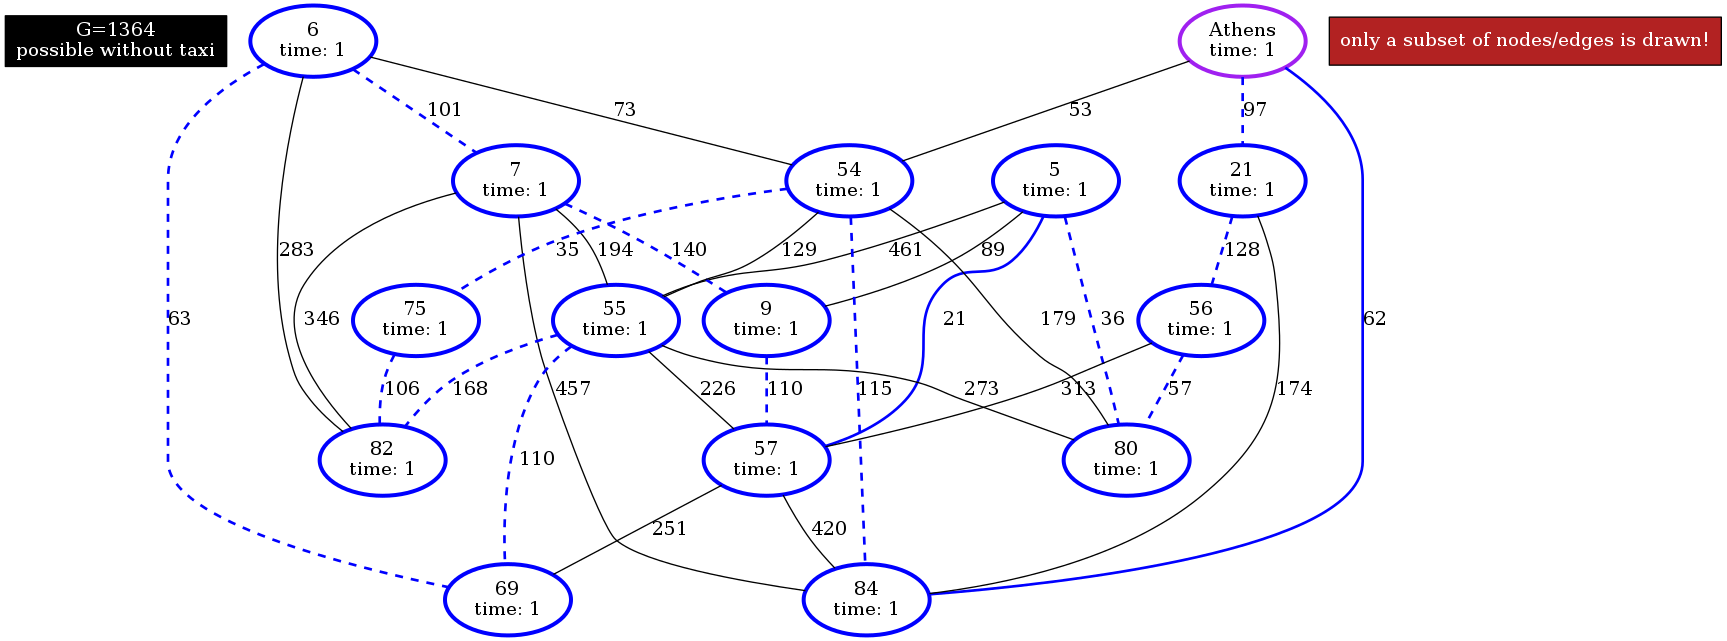 G=1364
possible without taxi
6
time: 1
Athens
time: 1
only a subset of nodes/edges is drawn!
101
73
53
97
7
time: 1
54
time: 1
5
time: 1
21
time: 1
283
35
194
140
129
461
89
128
63
346
75
time: 1
55
time: 1
9
time: 1
21
179
36
56
time: 1
62
106
168
457
226
110
115
273
313
57
174
82
time: 1
110
57
time: 1
80
time: 1
251
420
69
time: 1
84
time: 1